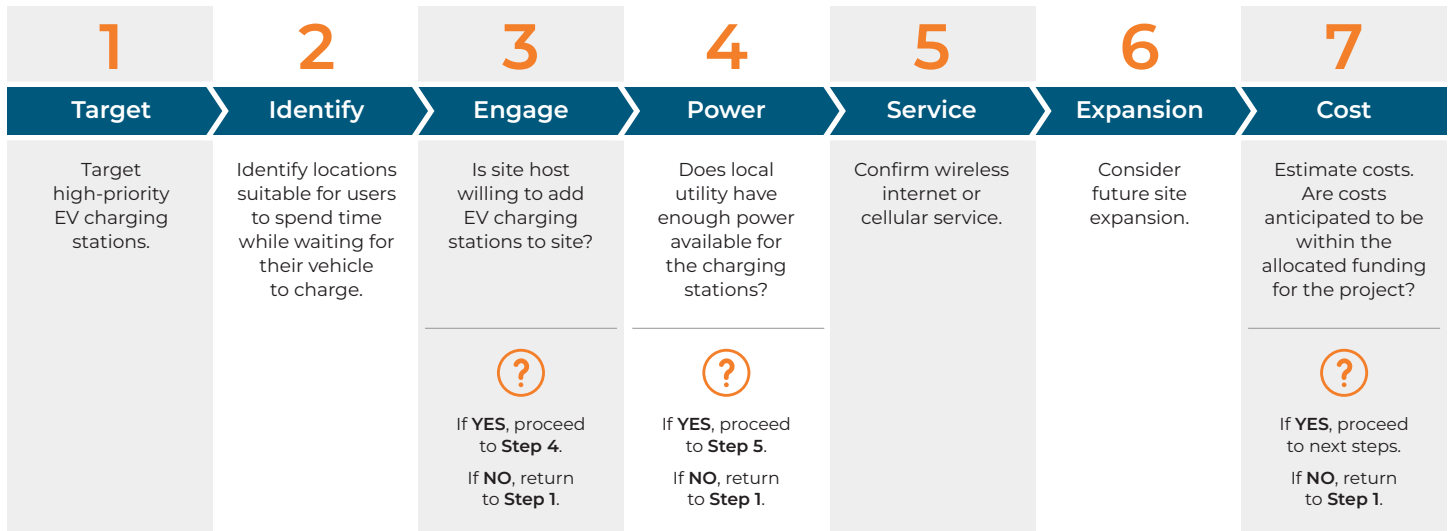 1
Target
Target
high-priority
EV charging
stations.
2
Identify
Identify locations
suitable for users
to spend time
while waiting for
their vehicle
to charge.
3
Engage
Is site host
willing to add
EV charging
stations to site?
?
If YES, proceed
to Step 4.
If NO, return
to Step 1.
4
Power
Does local
utility have
enough power
available for
the charging
stations?
?
If YES, proceed
to Step 5.
If NO, return
to Step 1.
5
Service
Confirm wireless
internet or
cellular service.
6
Expansion
Consider
future site
expansion.
7
Cost
Estimate costs.
Are costs
anticipated to be
within the
allocated funding
for the project?
?
If YES, proceed
to next steps.
If NO, return
to Step 1.